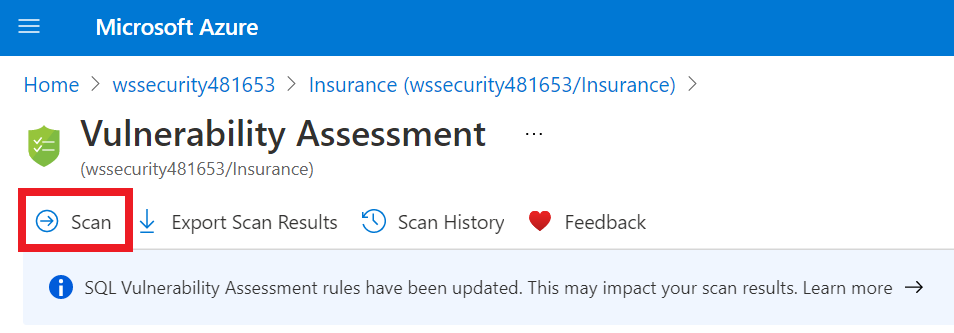 Microsoft Azure
Home > wssecurity481653 > Insurance (wssecurity481653/Insurance) >
Vulnerability Assessment ...
(wssecurity481653/Insurance)
Scan Export Scan Results Scan History Feedback
SQL Vulnerability Assessment rules have been updated. This may impact your scan results. Learn more →